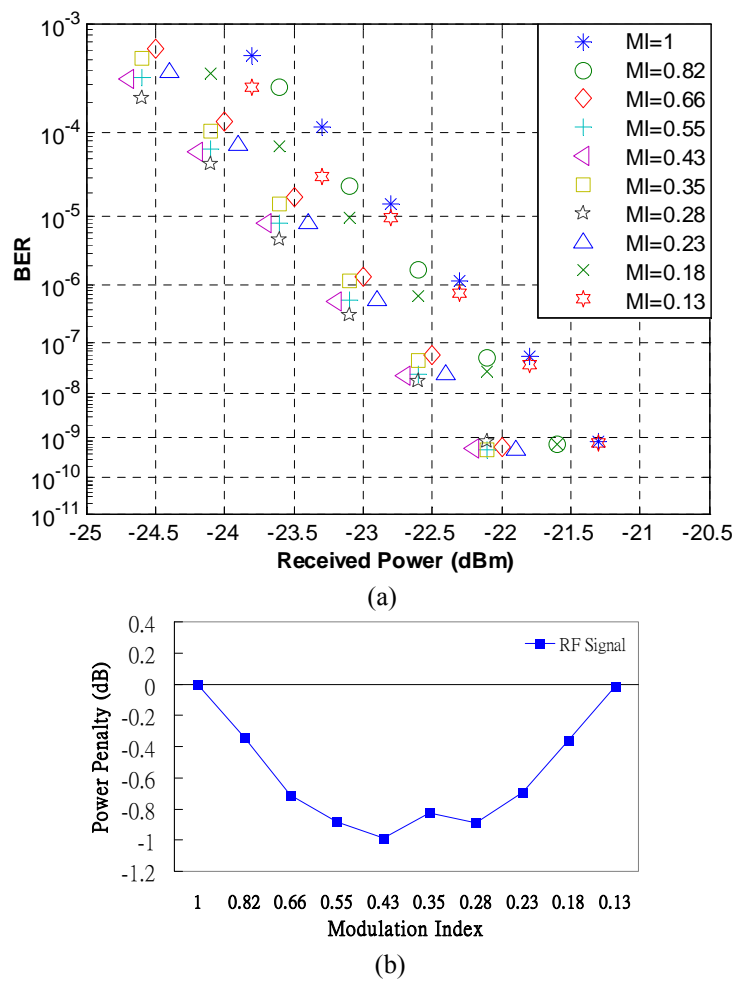 10^-3
10^-4
10^-5
10^-6
10^-7
10^-8
10^-9
10^-10
10^-11
BER
MI=1
MI=0.82
MI=0.66
MI=0.55
MI=0.43
MI=0.35
MI=0.28
MI=0.23
MI=0.18
MI=0.13
-25 -24.5 -24 -23.5 -23 -22.5 -22 -21.5 -21 -20.5
Received Power (dBm)
(a)
0.4
0.2
0
-0.2
-0.4
-0.6
-0.8
-1
-1.2
Power Penalty (dB)
RF Signal
1 0.82 0.66 0.55 0.43 0.35 0.28 0.23 0.18 0.13
Modulation Index
(b)